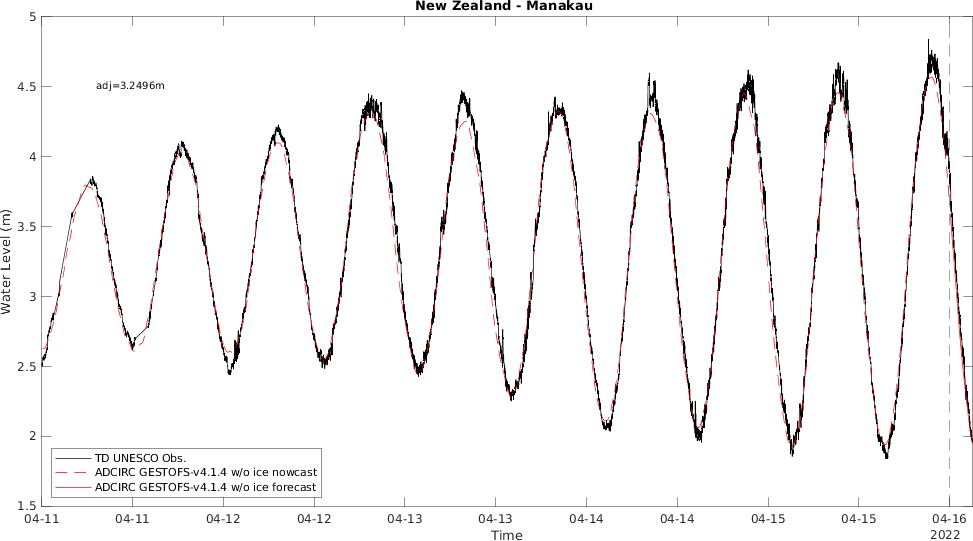 New Zealand - Manakau
5
4.5
4
3.5
3
2.5
2
1.5
Water Level (m)
adj=3.2496m
TD UNESCO Obs.
ADCIRC GESTOFS-v4.1.4 w/o ice nowcast
ADCIRC GESTOFS-v4.1.4 w/o ice forecast
04-11 04-11 04-12 04-12 04-13 04-13 04-14 04-14 04-15 04-15 04-16
2022
Time